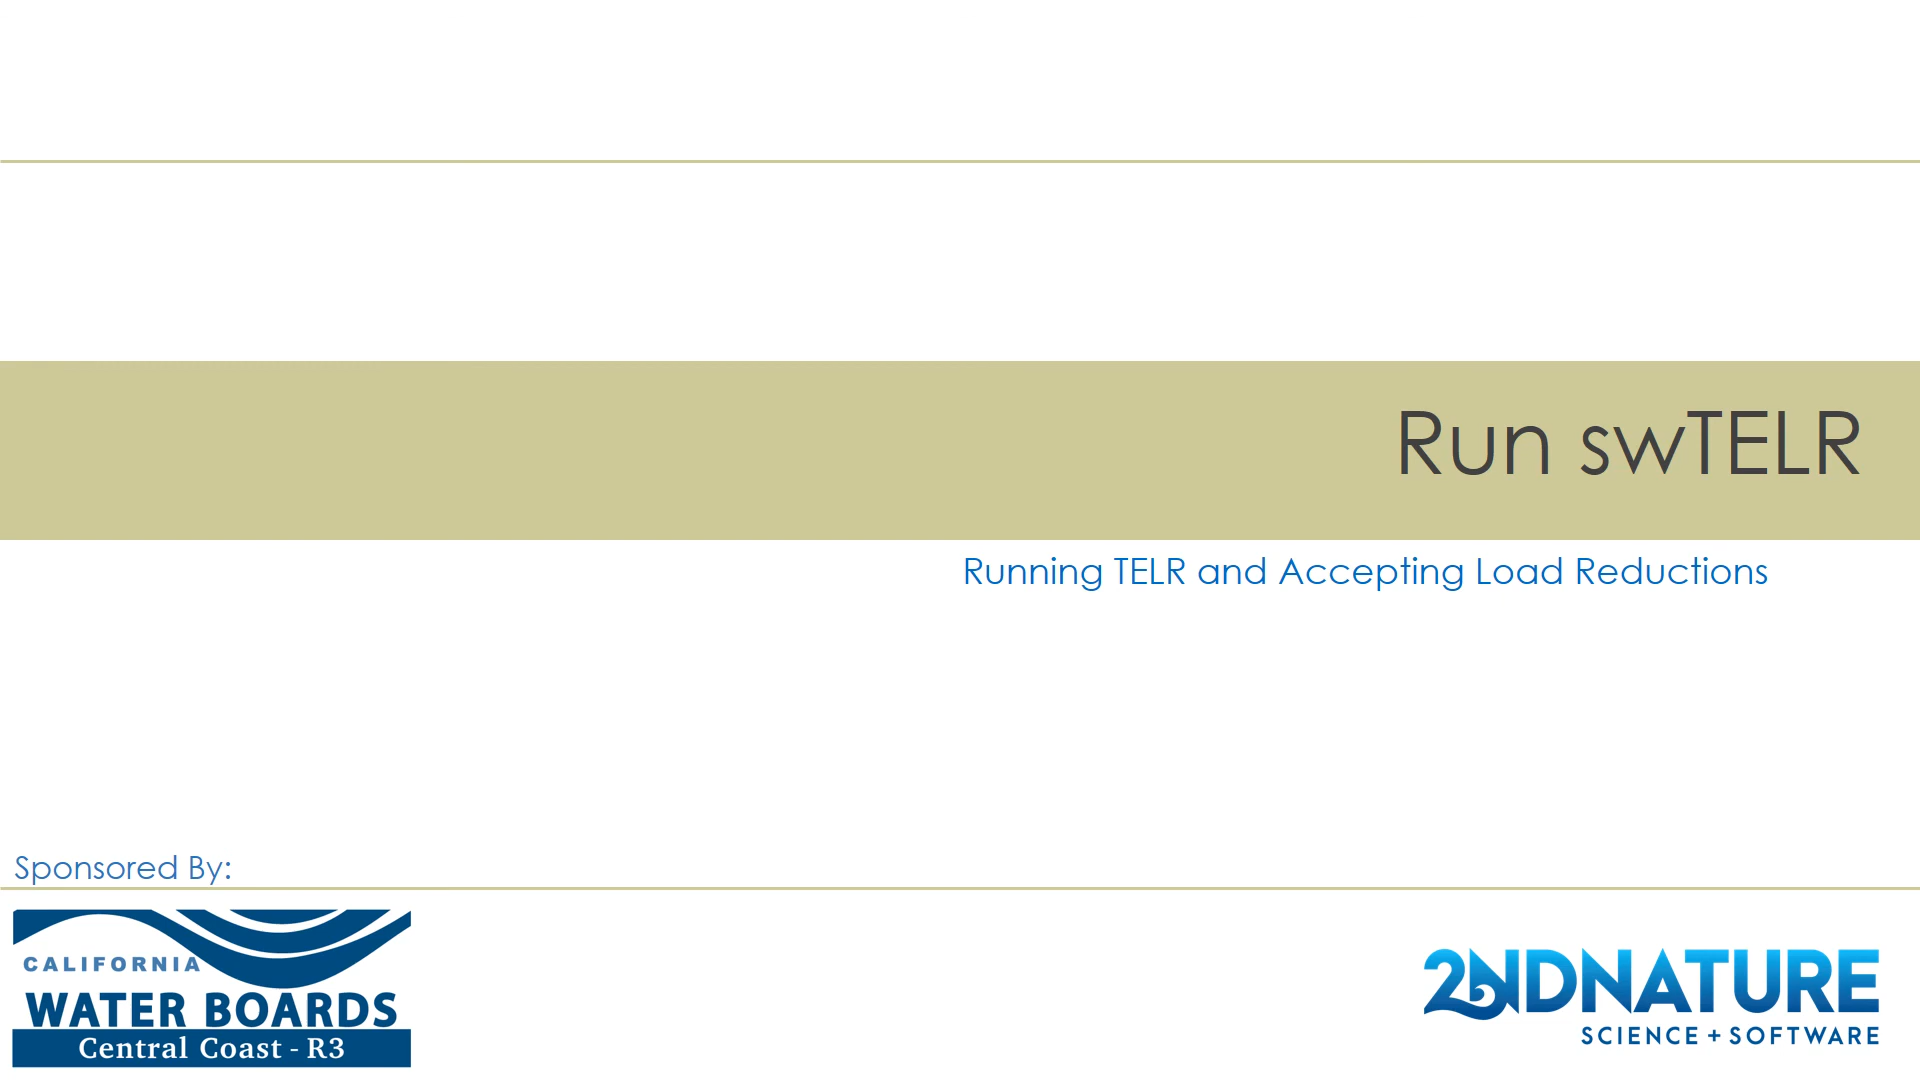 Run swTELR
Running TELR and Accepting Load Reductions
Sponsored By:
CALIFORNIA
WATER BOARDS
Central Coast - R3
2NDNATURE
SCIENCE + SOFTWARE